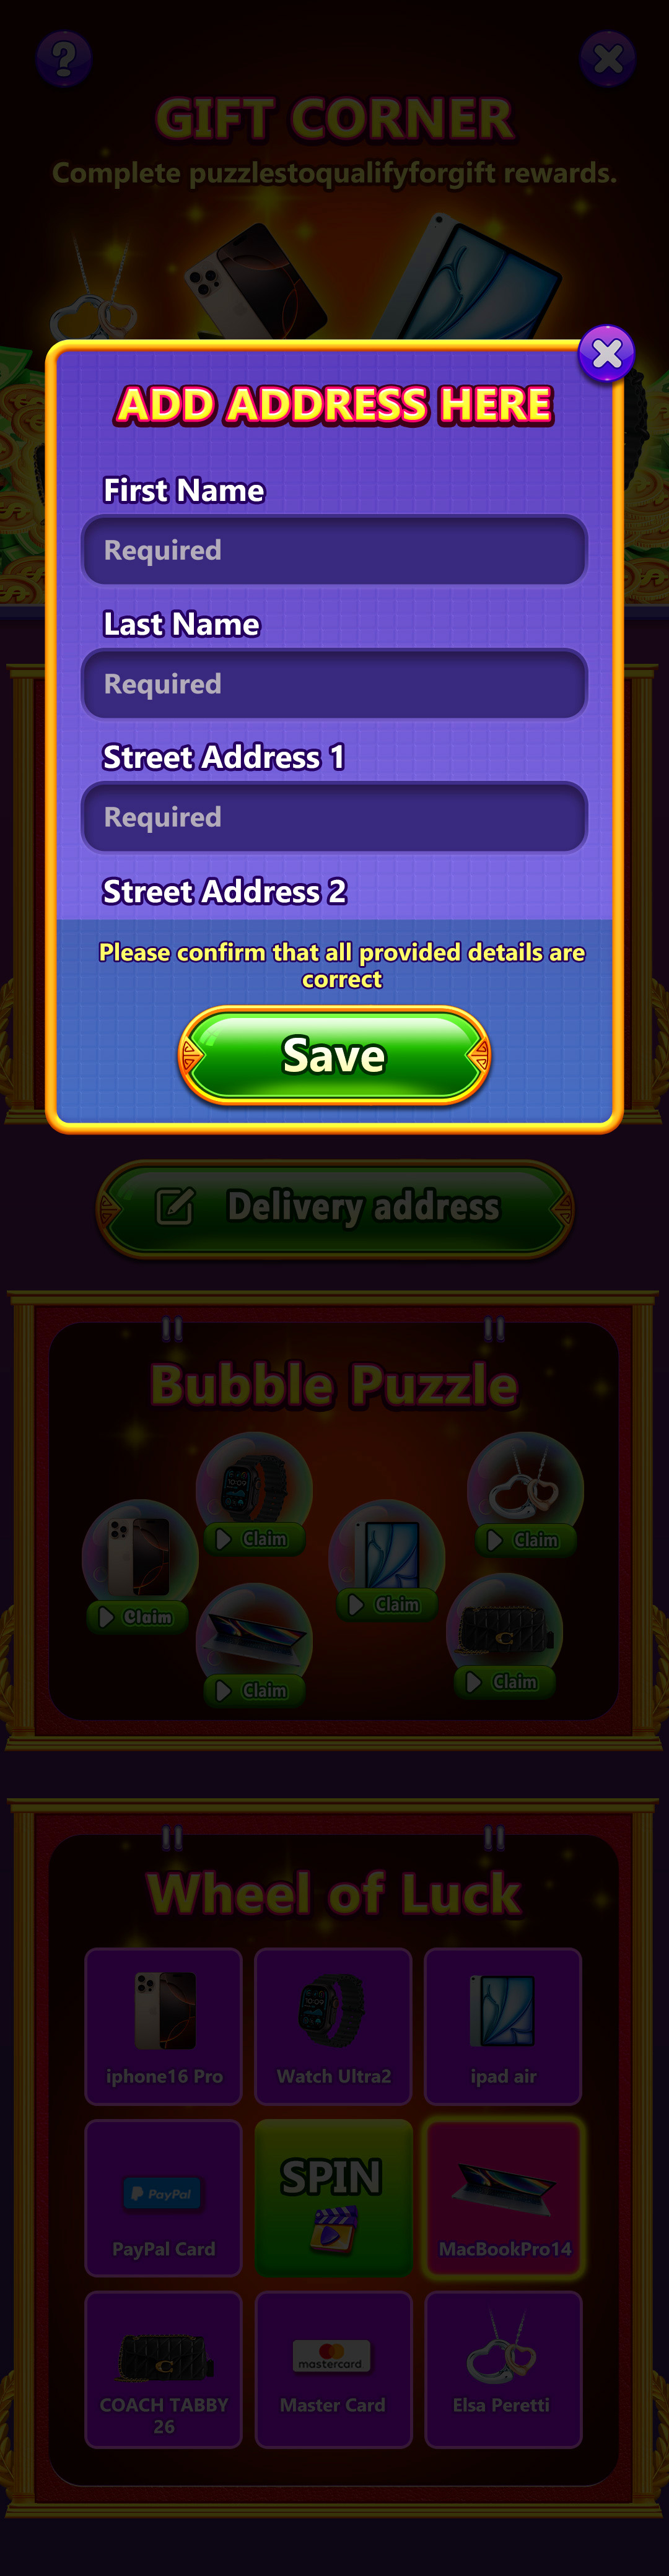 ?
GIFT CORNER
Complete puzzlestoqualifyforgift rewards.
ADD ADDRESS HERE
First Name
Required
Last Name
Required
Street Address 1
Required
Street Address 2
Please confirm that all provided details are
correct
Save
Delivery address
Bubble Puzzle
Claim
Claim
Claim
Claim
Claim
Claim
Wheel of Luck
iphone16 Pro
Watch Ultra2
ipad air
PayPal
PayPal Card
SPIN
MacBookPro14
COACH TABBY
26
mastercard
Master Card
Elsa Peretti